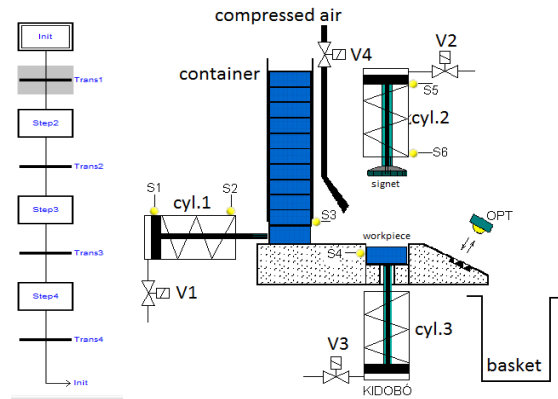 Init
Trans1
Step2
Trans2
Step3
Trans3
Step4
Trans4
Init
compressed air
V4
V2
container
S5
cyl.2
S6
signet
S1
S2
cyl.1
S3
OPT
workpiece
S4
V1
cyl.3
V3
basket
KIDOBÓ